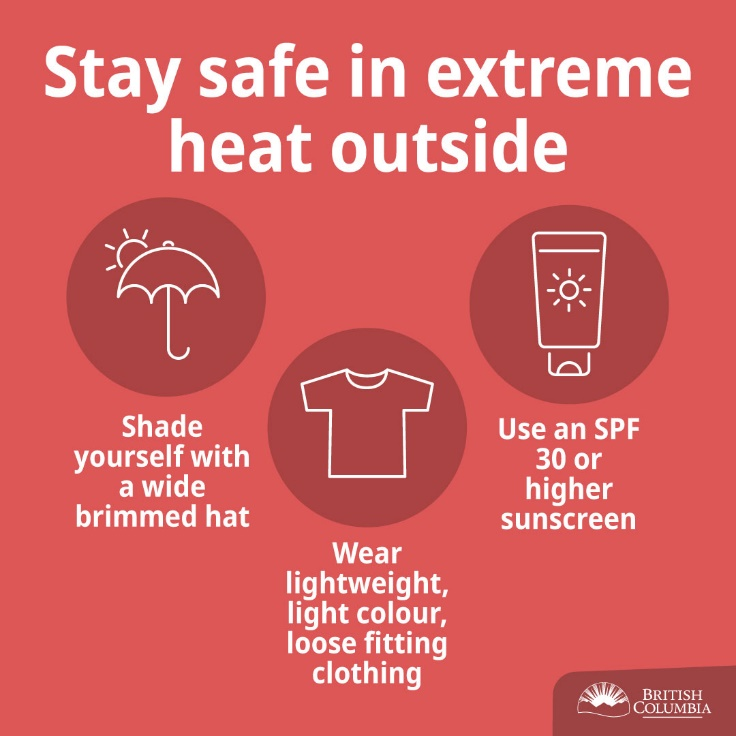 Stay safe in extreme
heat outside
Shade
yourself with
a wide
brimmed hat
Wear
lightweight,
light colour,
loose fitting
clothing
Use an SPF
30 or
higher
sunscreen
British
Columbia